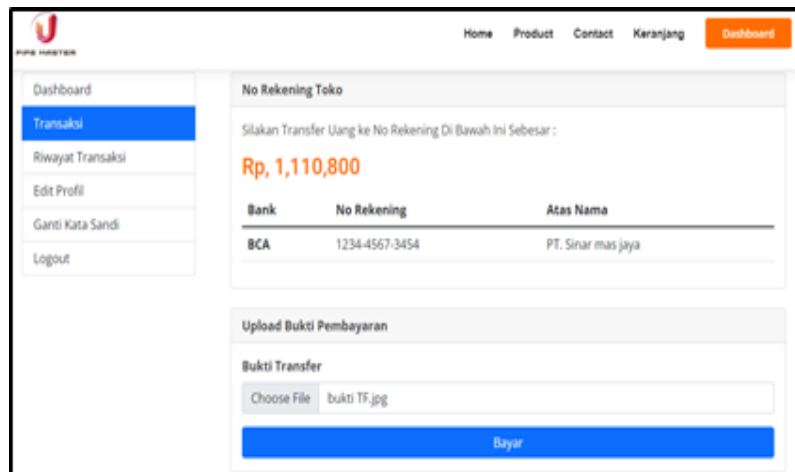 PIPE MASTER
Home Product Contact Keranjang Dashboard
Dashboard
Transaksi
Riwayat Transaksi
Edit Profil
Ganti Kata Sandi
Logout
No Rekening Toko
Silakan Transfer Uang ke No Rekening Di Bawah Ini Sebesar :
Rp, 1,110,800
Bank No Rekening Atas Nama
BCA 1234-4567-3454 PT. Sinar mas jaya
Upload Bukti Pembayaran
Bukti Transfer
Choose File bukti TF.jpg
Bayar